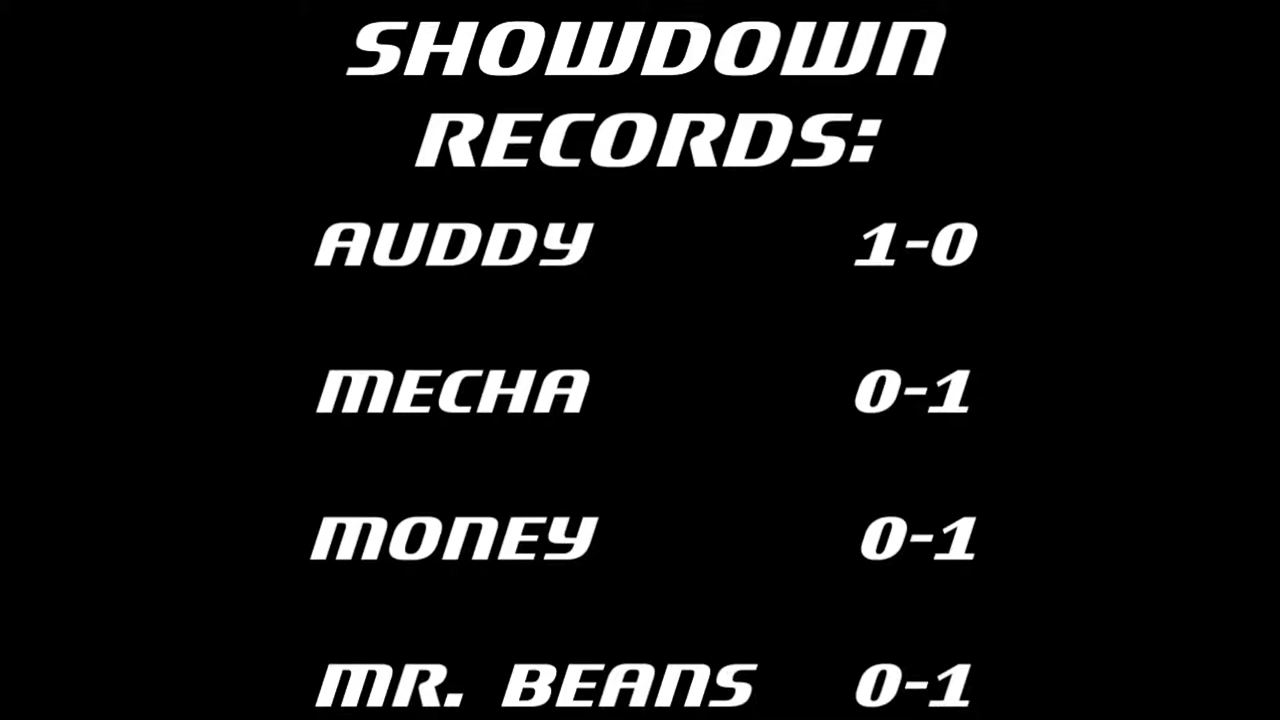 SHOWDOWN
RECORDS:
AUDDY 1-0
MECHA 0-1
MONEY 0-1
MR. BEANS 0-1